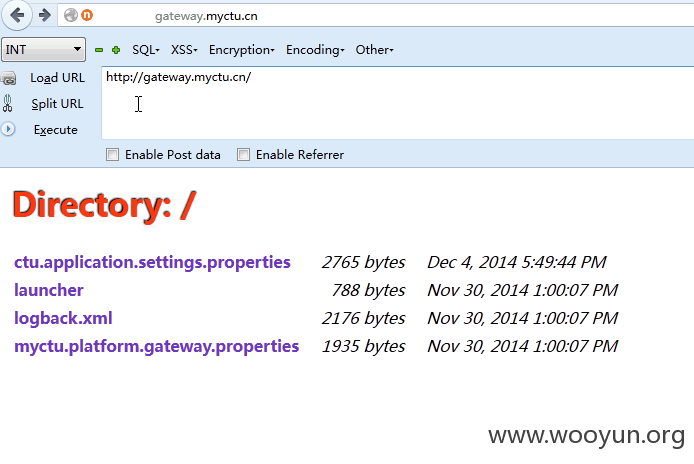 gateway.myctu.cn
INT SQL XSS Encryption Encoding Other
Load URL http://gateway.myctu.cn/
Split URL
Execute
Enable Post data Enable Referrer
Directory: /
ctu.application.settings.properties 2765 bytes Dec 4, 2014 5:49:44 PM
launcher 788 bytes Nov 30, 2014 1:00:07 PM
logback.xml 2176 bytes Nov 30, 2014 1:00:07 PM
myctu.platform.gateway.properties 1935 bytes Nov 30, 2014 1:00:07 PM
www.wooyun.org